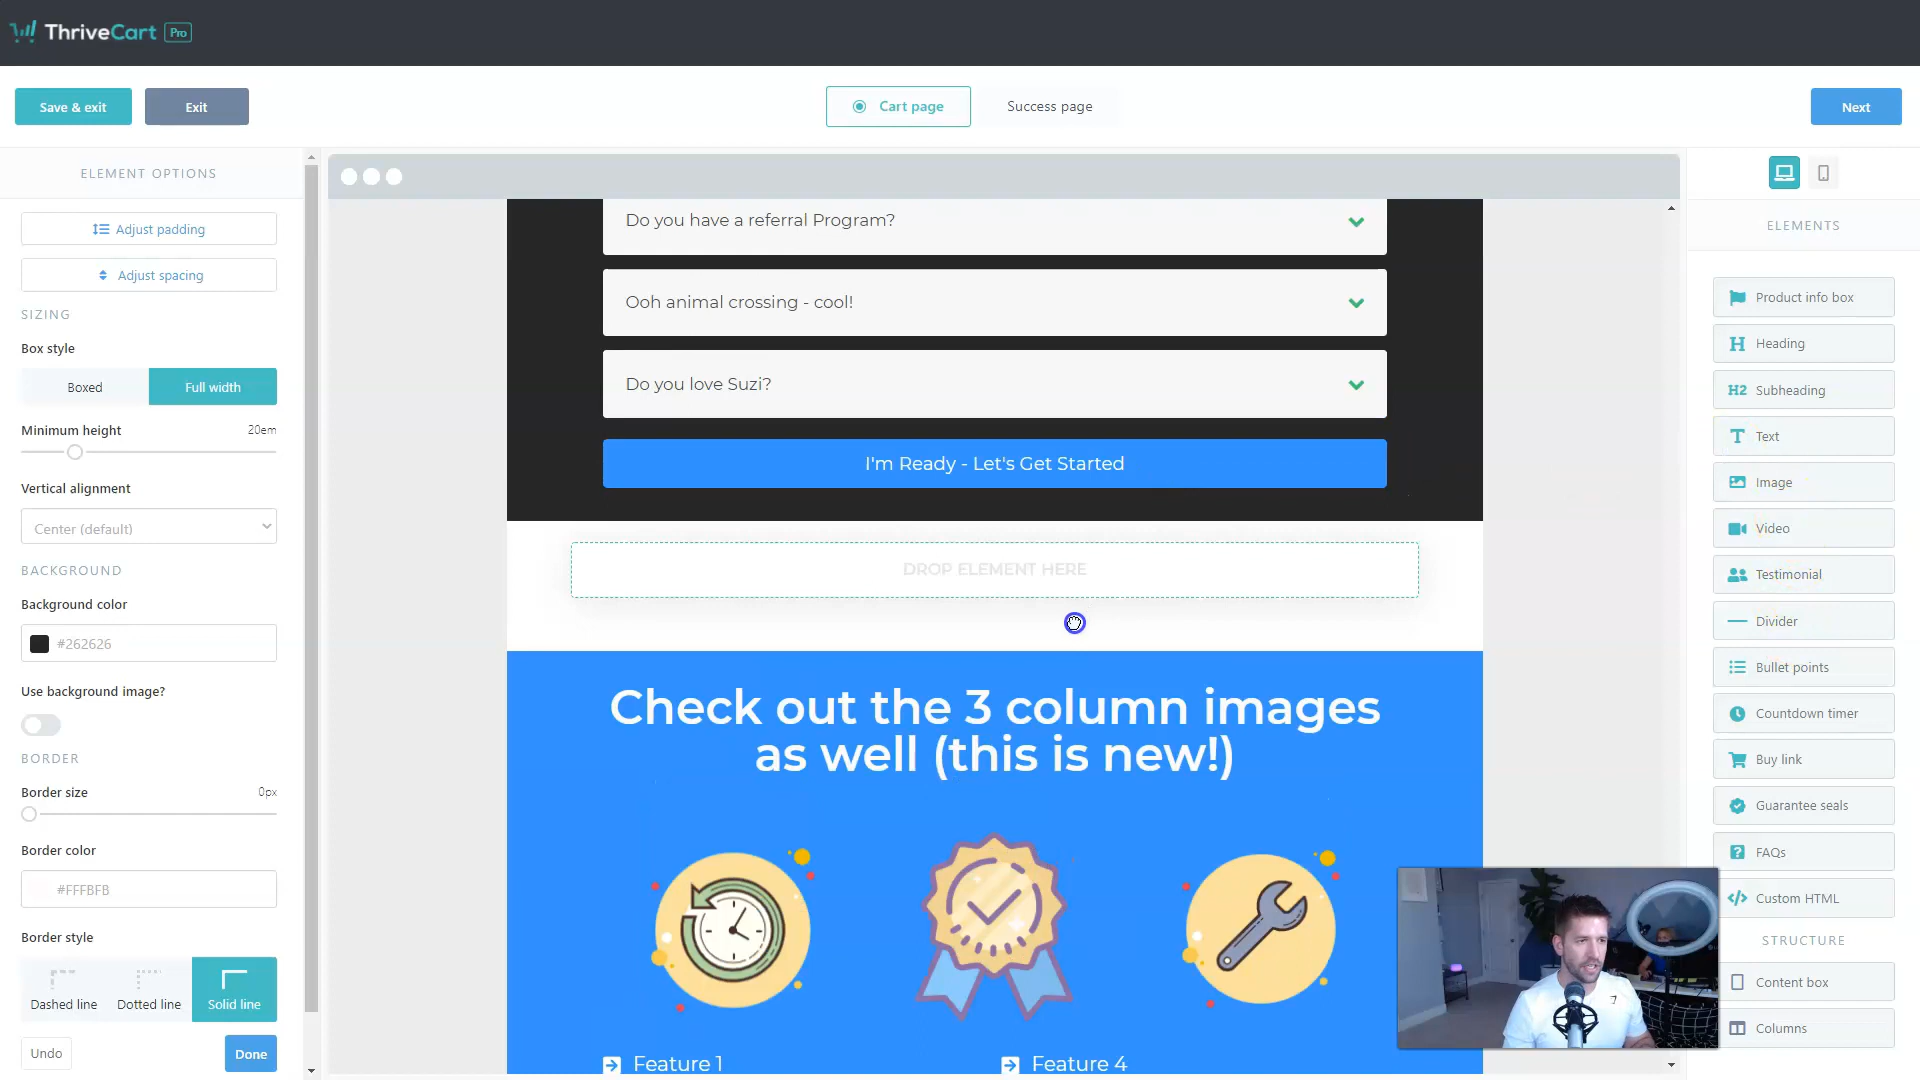 ThriveCart Pro
Save & exit
Exit
Cart page
Success page
Next
ELEMENT OPTIONS
Adjust padding
Adjust spacing
SIZING
Box style
Boxed
Full width
Minimum height
20em
Vertical alignment
Center (default)
BACKGROUND
Background color
#262626
Use background image?
BORDER
Border size
0px
Border color
#FFFBFB
Border style
Dashed line
Dotted line
Solid line
Undo
Done
Do you have a referral Program?
Ooh animal crossing - cool!
Do you love Suzi?
I'm Ready - Let's Get Started
DROP ELEMENT HERE
Check out the 3 column images
as well (this is new!)
Feature 1
Feature 4
ELEMENTS
Product info box
H Heading
H2 Subheading
T Text
Image
Video
Testimonial
Divider
Bullet points
Countdown timer
Buy link
Guarantee seals
FAQs
Custom HTML
STRUCTURE
Content box
Columns